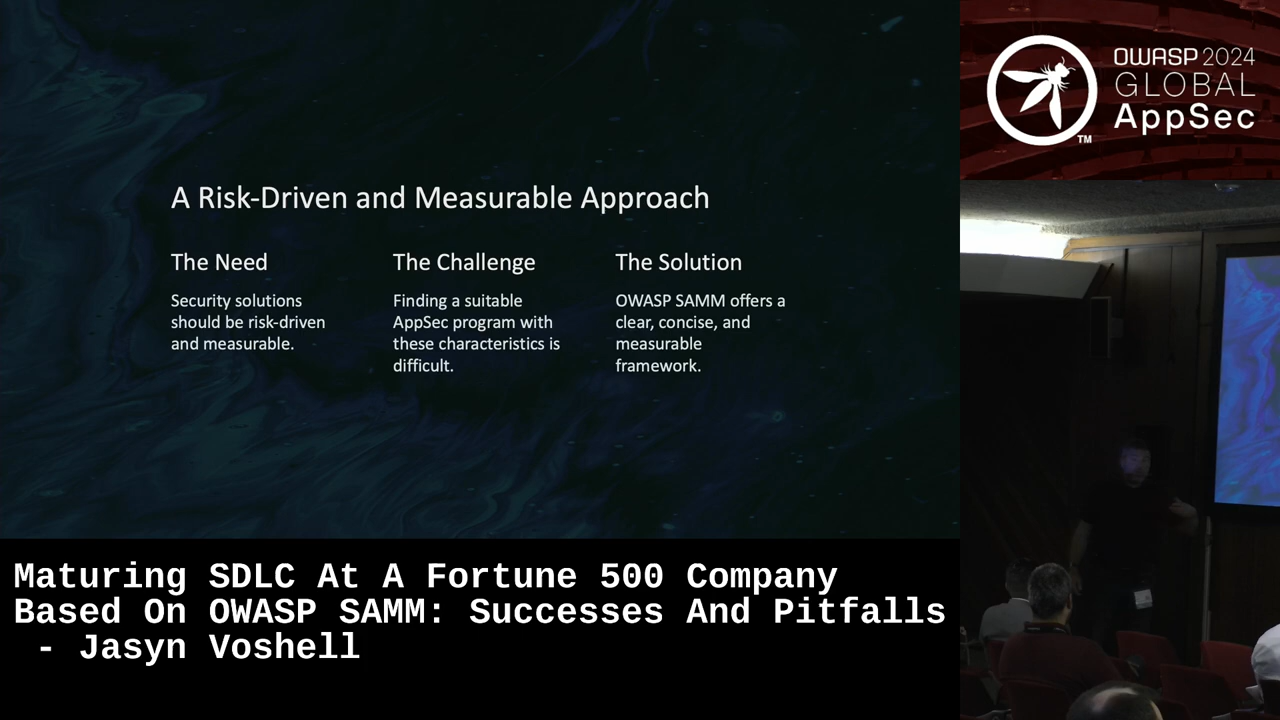 A Risk-Driven and Measurable Approach
The Need
Security solutions
should be risk-driven
and measurable.
The Challenge
Finding a suitable
AppSec program with
these characteristics is
difficult.
The Solution
OWASP SAMM offers a
clear, concise, and
measurable
framework.
OWASP 2024
GLOBAL
AppSec
TM
Maturing SDLC At A Fortune 500 Company
Based On OWASP SAMM: Successes And Pitfalls
- Jasyn Voshell